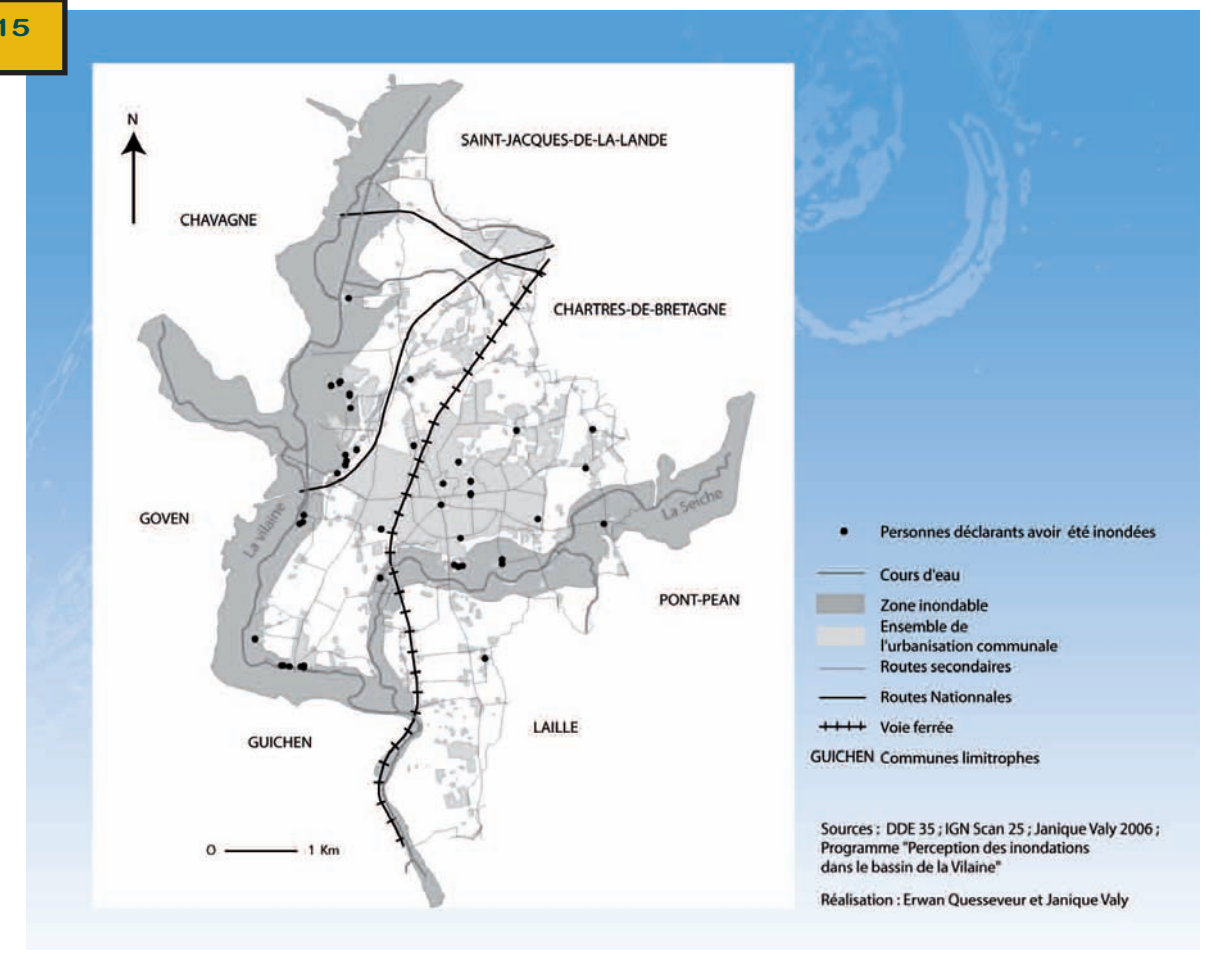 15
N
SAINT-JACQUES-DE-LA-LANDE
CHAVAGNE
CHARTRES-DE-BRETAGNE
GOVEN
La vilaine
La Seiche
PONT-PEAN
GUICHEN
LAILLE
O 1 Km
Personnes déclarants avoir été inondées
Cours d'eau
Zone inondable
Ensemble de
l'urbanisation communale
Routes secondaires
Routes Nationnales
Voie ferrée
GUICHEN Communes limitrophes
Sources : DDE 35 ; IGN Scan 25 ; Janique Valy 2006 ;
Programme "Perception des inondations
dans le bassin de la Vilaine"
Réalisation : Erwan Quesseveur et Janique Valy